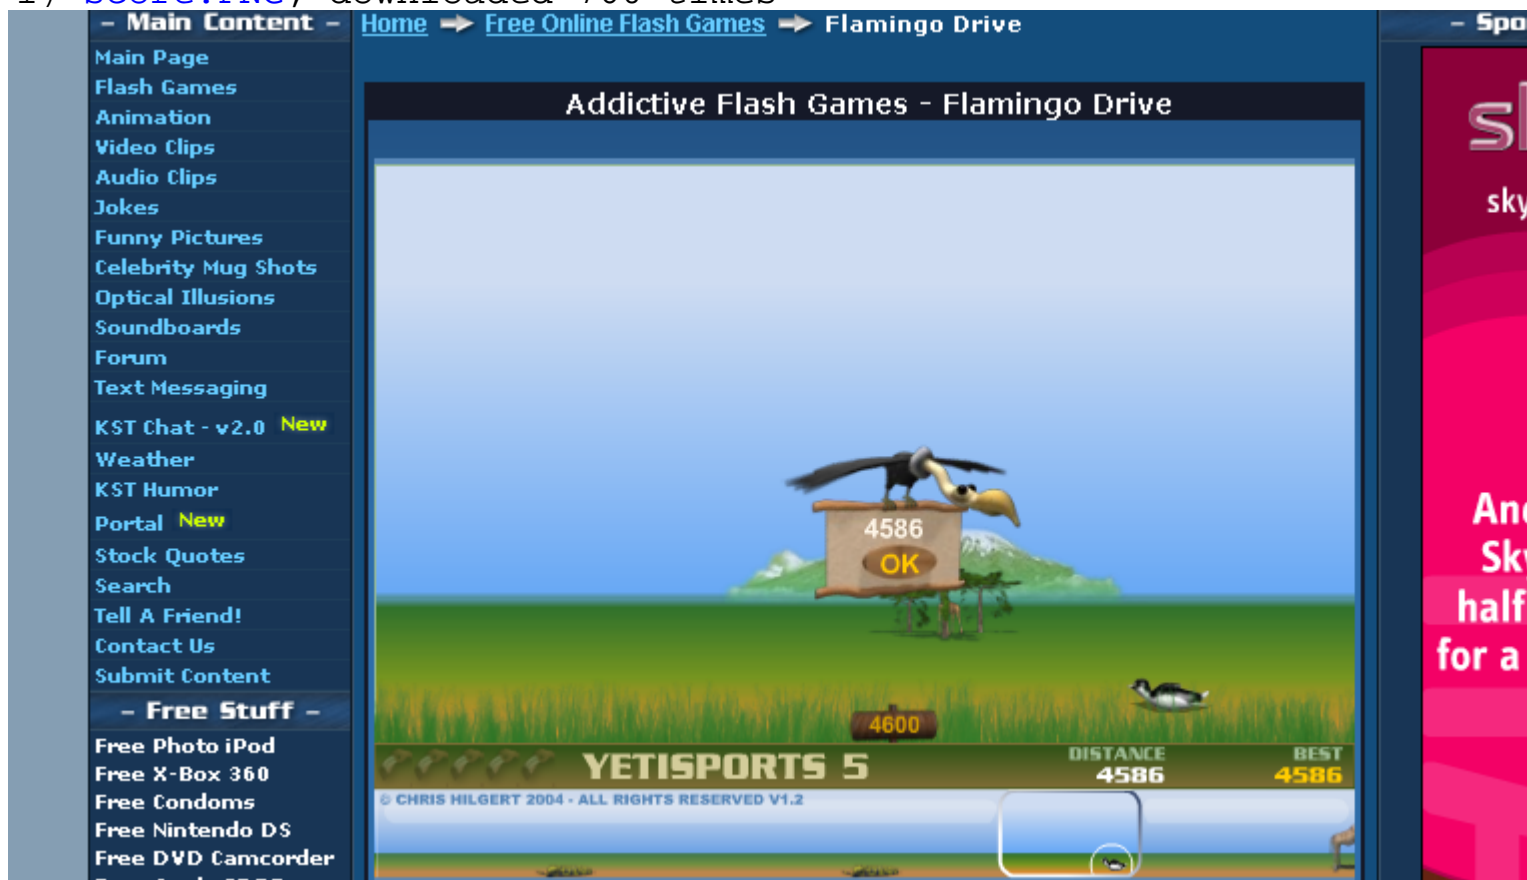 - Main Content -
Home Free Online Flash Games Flamingo Drive
- Spo
Main Page
Flash Games
Animation
Video Clips
Audio Clips
Jokes
Funny Pictures
Celebrity Mug Shots
Optical Illusions
Soundboards
Forum
Text Messaging
KST Chat - v2.0 New
Weather
KST Humor
Portal New
Stock Quotes
Search
Tell A Friend!
Contact Us
Submit Content
- Free Stuff -
Free Photo iPod
Free X-Box 360
Free Condoms
Free Nintendo DS
Free DVD Camcorder
Addictive Flash Games - Flamingo Drive
4586
OK
4600
YETISPORTS 5
DISTANCE
4586
BEST
4586
© CHRIS HILGERT 2004 - ALL RIGHTS RESERVED V1.2
sky
half
for a